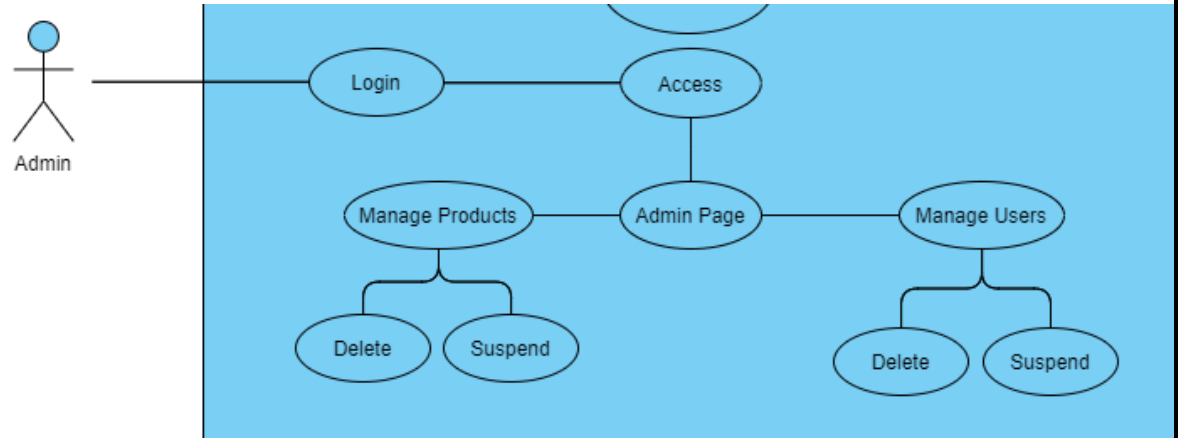 Login
Access
Admin
Manage Products
Admin Page
Manage Users
Delete
Suspend
Delete
Suspend